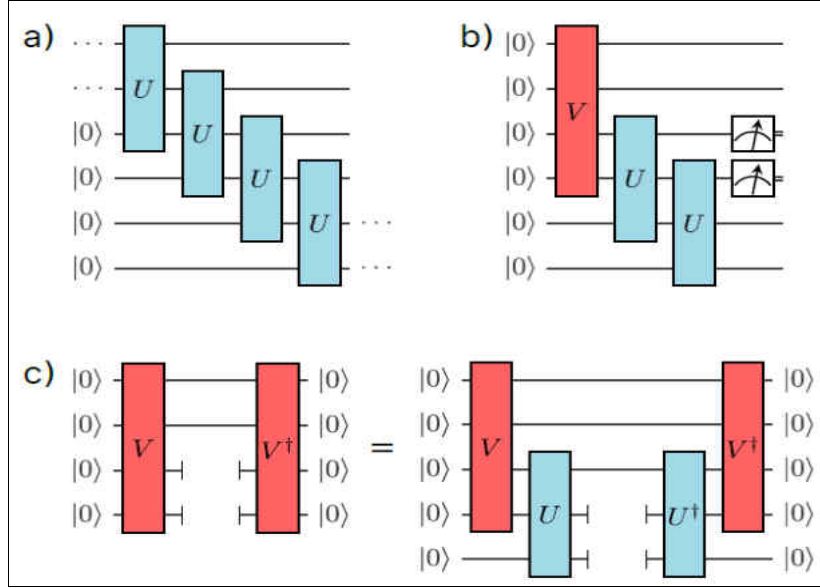 a) · · ·
· · · U
|0⟩ U
|0⟩ U
|0⟩ U · · ·
|0⟩ · · ·
b) |0⟩
|0⟩
V
|0⟩
|0⟩ U
|0⟩ U
|0⟩
c) |0⟩ |0⟩
|0⟩ |0⟩
V V†
|0⟩ |0⟩
|0⟩ |0⟩
=
|0⟩ |0⟩
|0⟩ |0⟩
V V†
|0⟩ |0⟩
|0⟩ U U† |0⟩
|0⟩ |0⟩